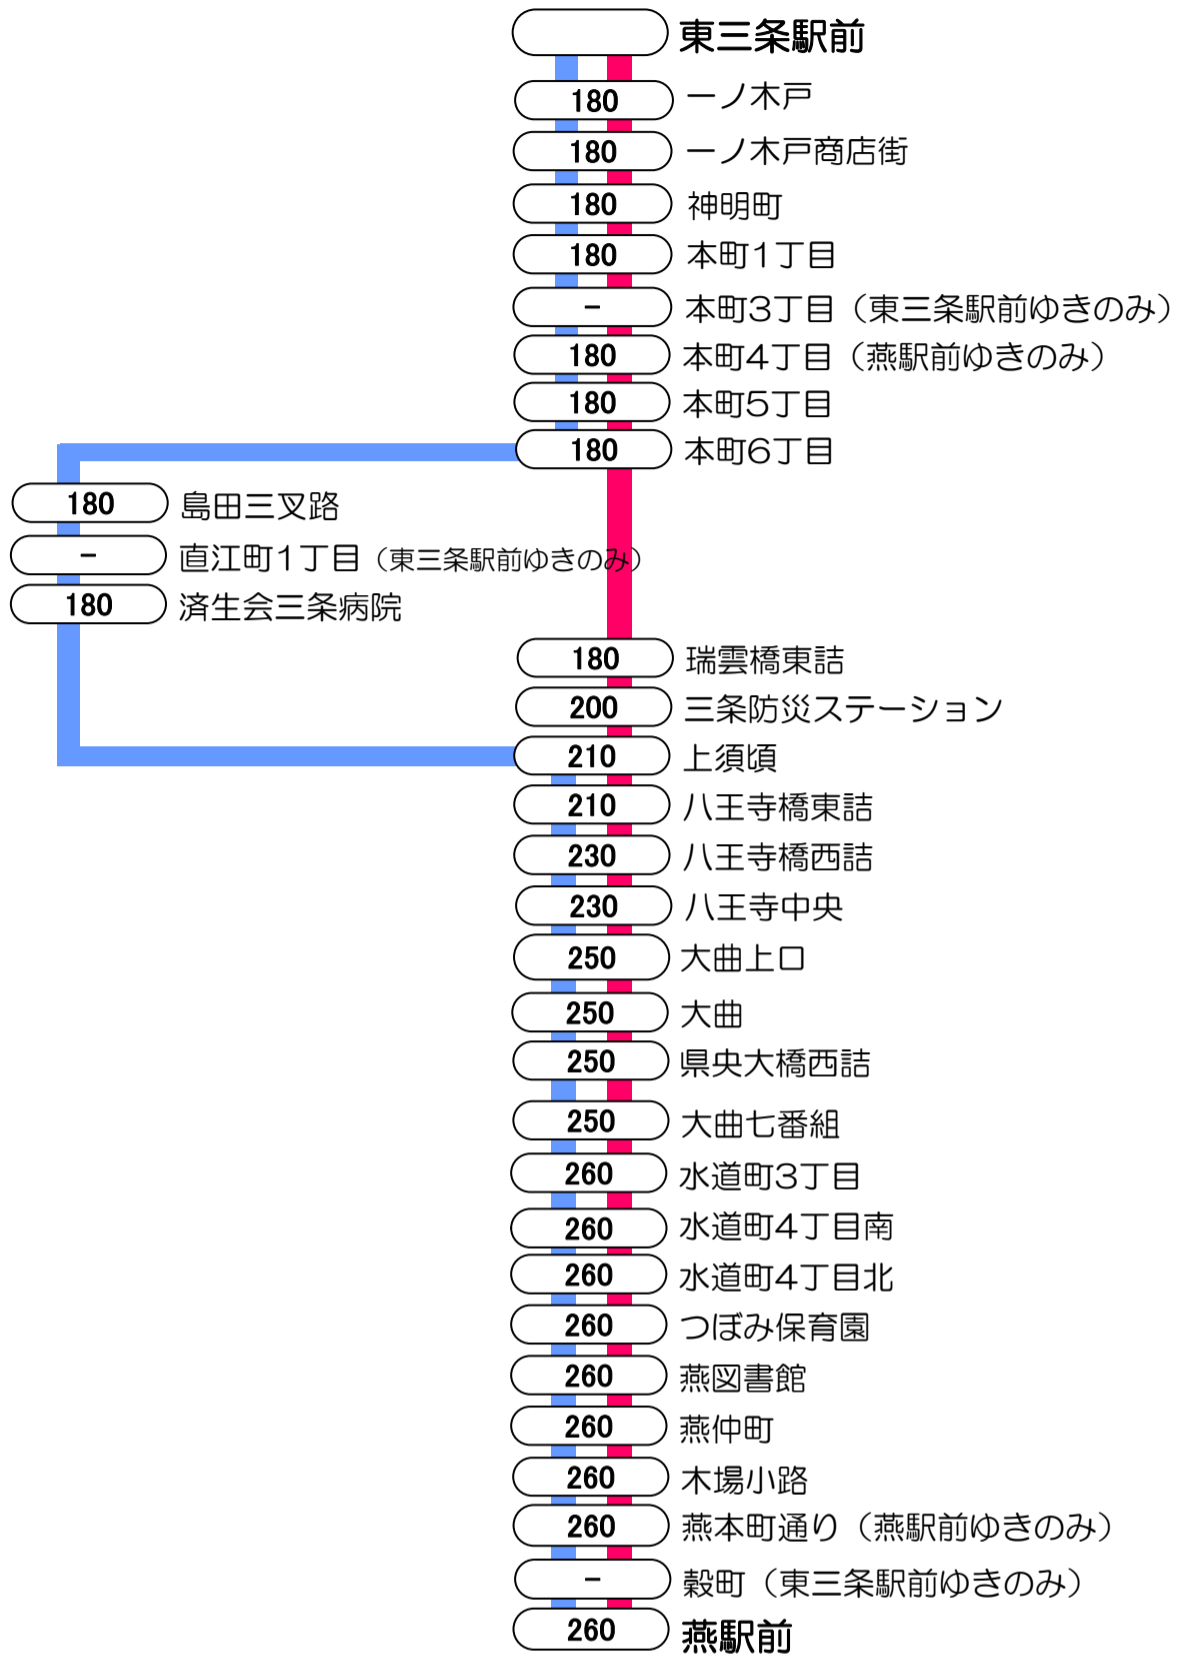 東三条駅前
180 一ノ木戸
180 一ノ木戸商店街
180 神明町
180 本町1丁目
- 本町3丁目（東三条駅前ゆきのみ）
180 本町4丁目（燕駅前ゆきのみ）
180 本町5丁目
180 本町6丁目
180 島田三叉路
- 直江町1丁目（東三条駅前ゆきのみ）
180 済生会三条病院
180 瑞雲橋東詰
200 三条防災ステーション
210 上須頃
210 八王寺橋東詰
230 八王寺橋西詰
230 八王寺中央
250 大曲上口
250 大曲
250 県央大橋西詰
250 大曲七番組
260 水道町3丁目
260 水道町4丁目南
260 水道町4丁目北
260 つぼみ保育園
260 燕図書館
260 燕仲町
260 木場小路
260 燕本町通り（燕駅前ゆきのみ）
- 穀町（東三条駅前ゆきのみ）
260 燕駅前